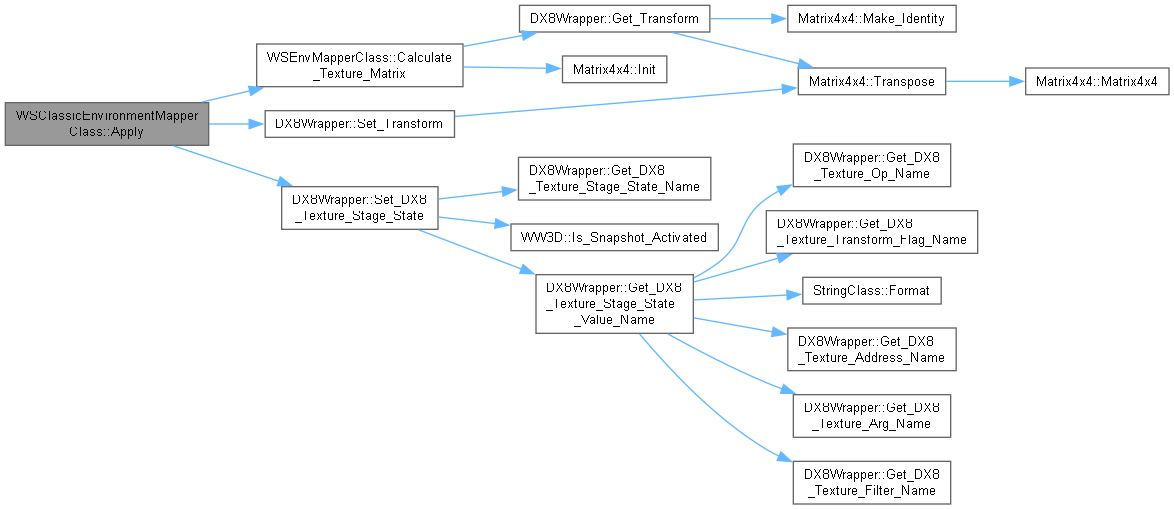 DX8Wrapper::Get_Transform
Matrix4x4::Make_Identity
WSEnvMapperClass::Calculate
_Texture_Matrix
Matrix4x4::Init
Matrix4x4::Transpose
Matrix4x4::Matrix4x4
WSClassicEnvironmentMapper
Class::Apply
DX8Wrapper::Set_Transform
DX8Wrapper::Get_DX8
_Texture_Op_Name
DX8Wrapper::Get_DX8
_Texture_Stage_State_Name
DX8Wrapper::Set_DX8
_Texture_Stage_State
DX8Wrapper::Get_DX8
_Texture_Transform_Flag_Name
WW3D::Is_Snapshot_Activated
DX8Wrapper::Get_DX8
_Texture_Stage_State
_Value_Name
StringClass::Format
DX8Wrapper::Get_DX8
_Texture_Address_Name
DX8Wrapper::Get_DX8
_Texture_Arg_Name
DX8Wrapper::Get_DX8
_Texture_Filter_Name